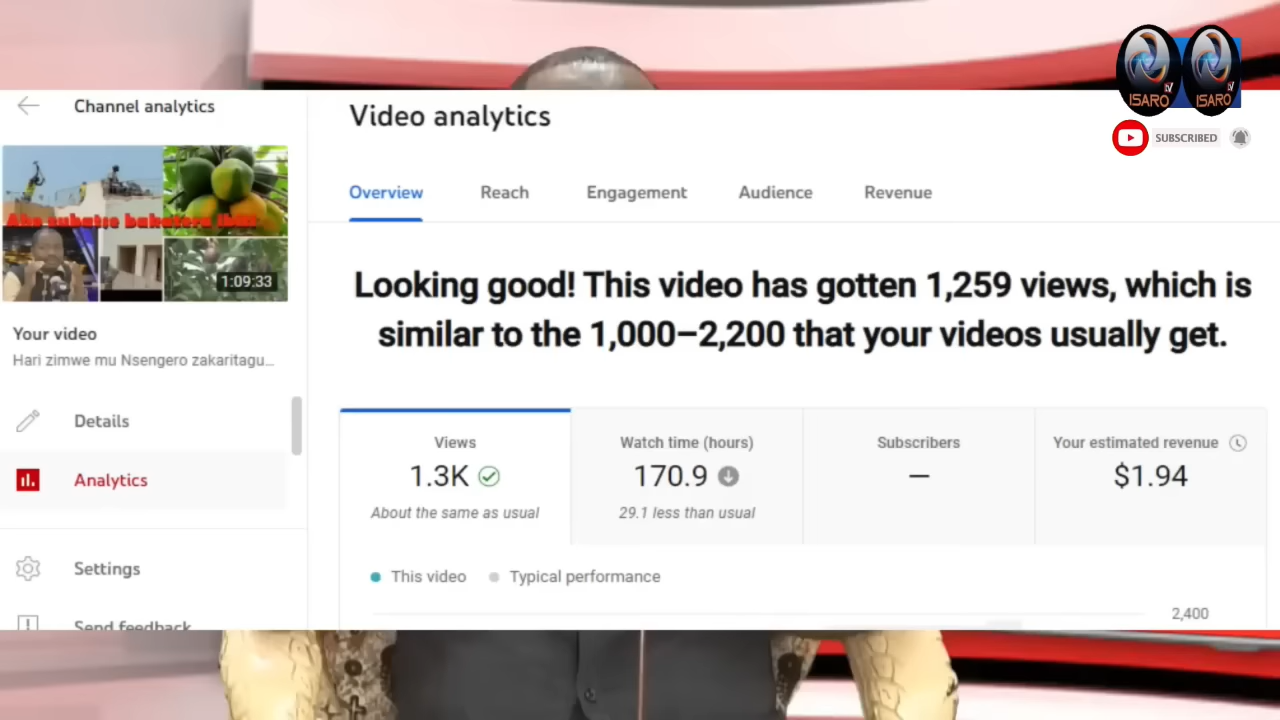 ISARO TV ISARO TV
SUBSCRIBED
Channel analytics
1:09:33
Your video
Hari zimwe mu Nsengero zakaritagu...
Details
Analytics
Settings
Send feedback
Video analytics
Overview Reach Engagement Audience Revenue
Looking good! This video has gotten 1,259 views, which is
similar to the 1,000–2,200 that your videos usually get.
Views Watch time (hours) Subscribers Your estimated revenue
1.3K 170.9 — $1.94
About the same as usual 29.1 less than usual
This video Typical performance
2,400